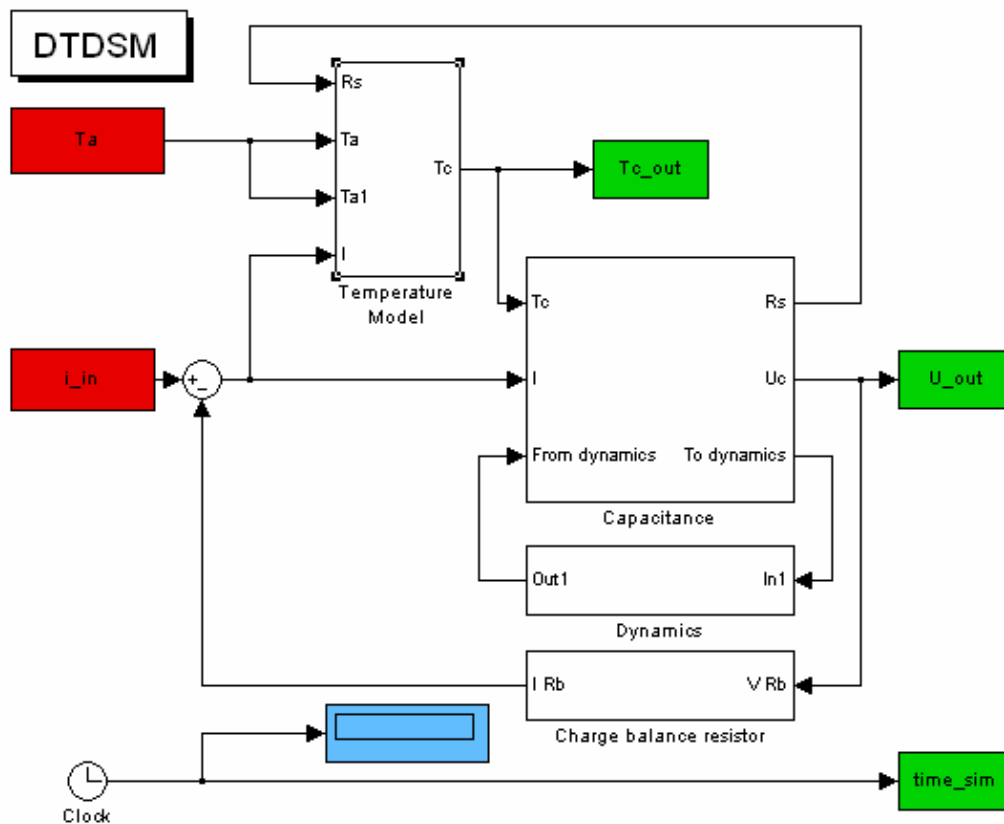 DTDSM
Rs
Ta
Ta
Tc
Tc_out
Ta1
I
Temperature
Model
Tc
Rs
i_in
+
-
I
Uc
U_out
From dynamics
To dynamics
Capacitance
Out1
In1
Dynamics
I Rb
V Rb
Charge balance resistor
time_sim
Clock